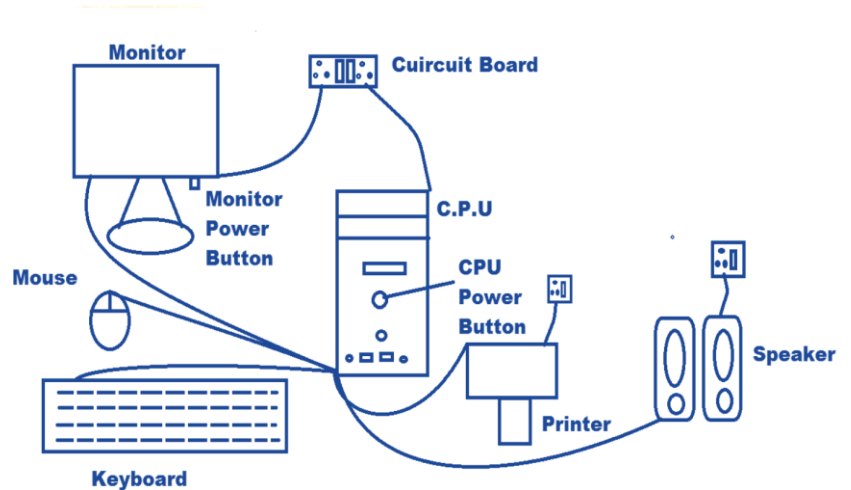 Monitor
Cuircuit Board
Monitor
Power
Button
C.P.U
CPU
Power
Button
Mouse
Speaker
Printer
Keyboard